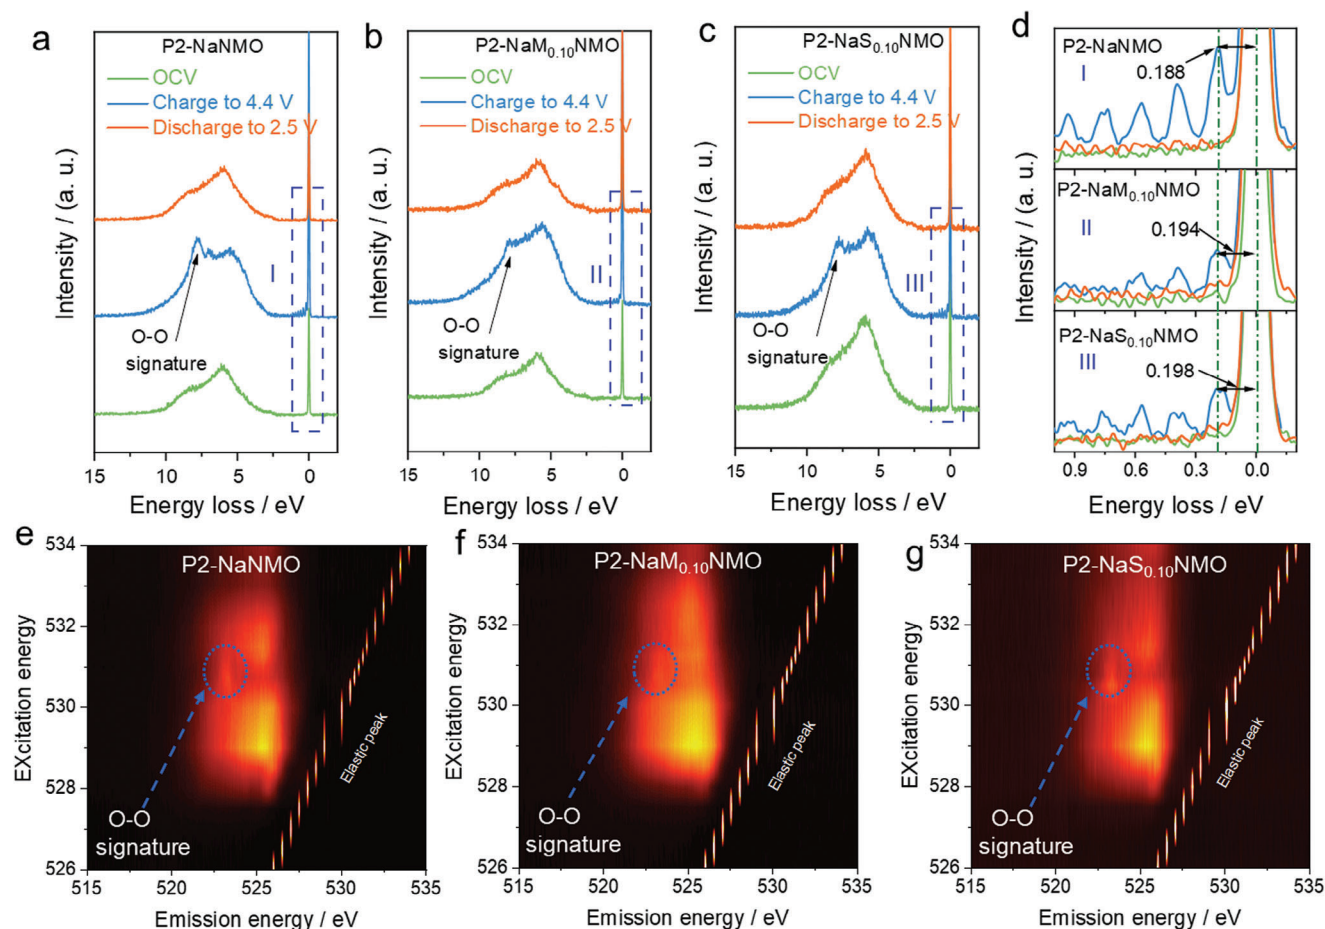 a
P2-NaNMO
OCV
Charge to 4.4 V
Discharge to 2.5 V
I
O-O
signature
Intensity / (a. u.)
15 10 5 0
Energy loss / eV
b
P2-NaM0.10NMO
OCV
Charge to 4.4 V
Discharge to 2.5 V
II
O-O
signature
Intensity / (a. u.)
15 10 5 0
Energy loss / eV
c
P2-NaS0.10NMO
OCV
Charge to 4.4 V
Discharge to 2.5 V
III
O-O
signature
Intensity / (a. u.)
15 10 5 0
Energy loss / eV
d
P2-NaNMO
I
0.188
P2-NaM0.10NMO
II
0.194
P2-NaS0.10NMO
III
0.198
Intensity / (a. u.)
0.9 0.6 0.3 0.0
Energy loss / eV
e
P2-NaNMO
534
532
530
528
526
EXcitation energy
Elastic peak
O-O
signature
515 520 525 530 535
Emission energy / eV
f
P2-NaM0.10NMO
534
532
530
528
526
EXcitation energy
Elastic peak
O-O
signature
515 520 525 530 535
Emission energy / eV
g
P2-NaS0.10NMO
534
532
530
528
526
EXcitation energy
Elastic peak
O-O
signature
515 520 525 530 535
Emission energy / eV